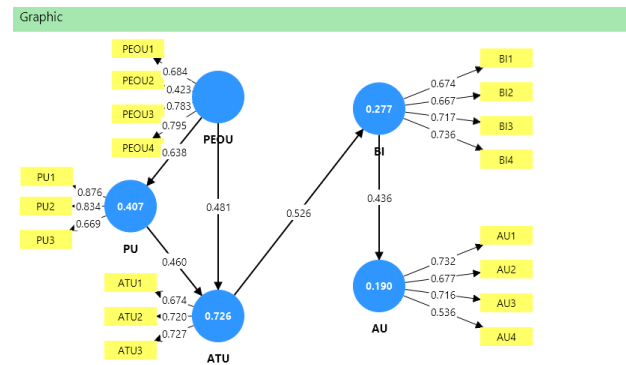 Graphic
PEOU1
PEOU2
PEOU3
PEOU4
0.684
0.423
0.783
0.795
PEOU
0.638
0.481
PU1
PU2
PU3
0.876
0.834
0.669
0.407
PU
0.460
ATU1
ATU2
ATU3
0.674
0.720
0.727
0.726
ATU
0.526
0.277
BI
0.674
0.667
0.717
0.736
BI1
BI2
BI3
BI4
0.436
0.190
AU
0.732
0.677
0.716
0.536
AU1
AU2
AU3
AU4